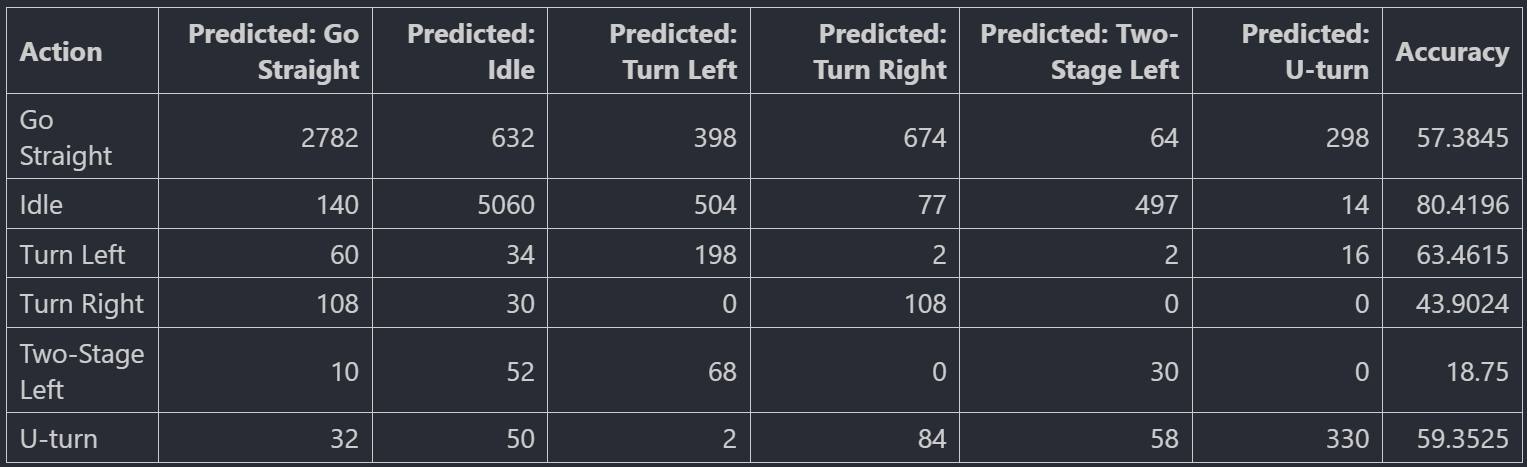 Action Predicted: Go Straight Predicted: Idle Predicted: Turn Left Predicted: Turn Right Predicted: Two-Stage Left Predicted: U-turn Accuracy
Go Straight 2782 632 398 674 64 298 57.3845
Idle 140 5060 504 77 497 14 80.4196
Turn Left 60 34 198 2 2 16 63.4615
Turn Right 108 30 0 108 0 0 43.9024
Two-Stage Left 10 52 68 0 30 0 18.75
U-turn 32 50 2 84 58 330 59.3525